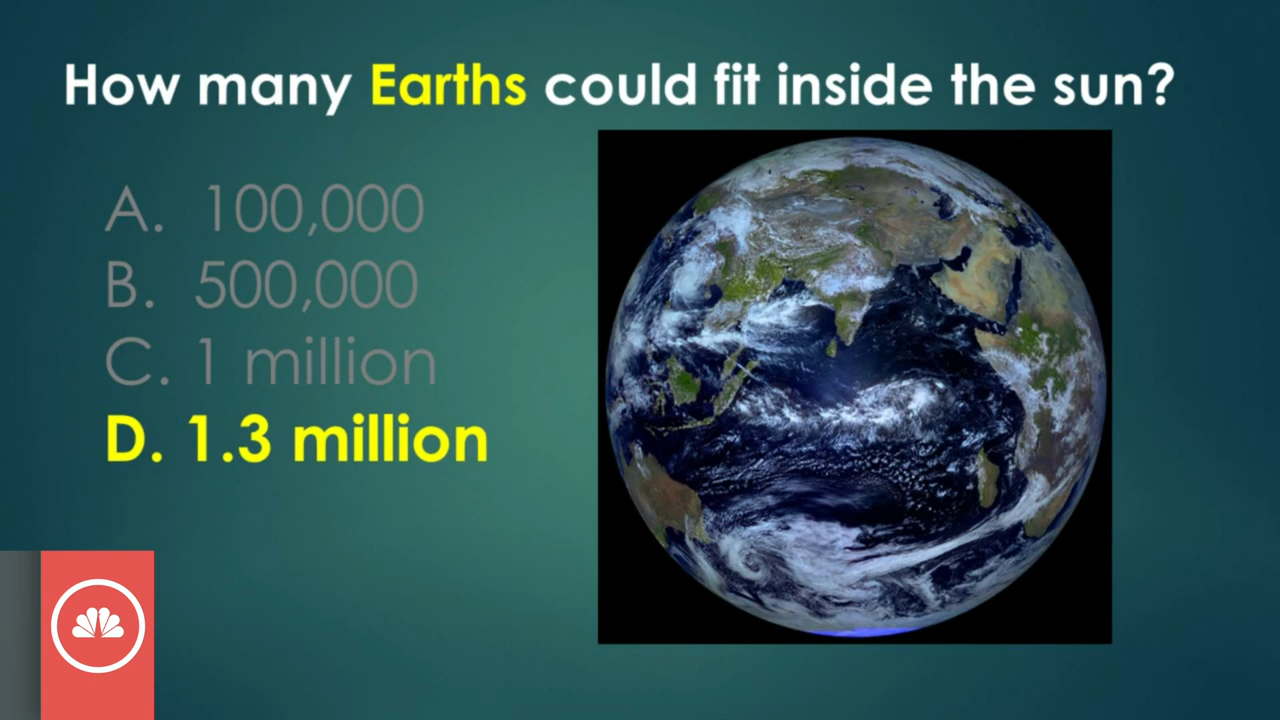 How many Earths could fit inside the sun?
A. 100,000
B. 500,000
C. 1 million
D. 1.3 million